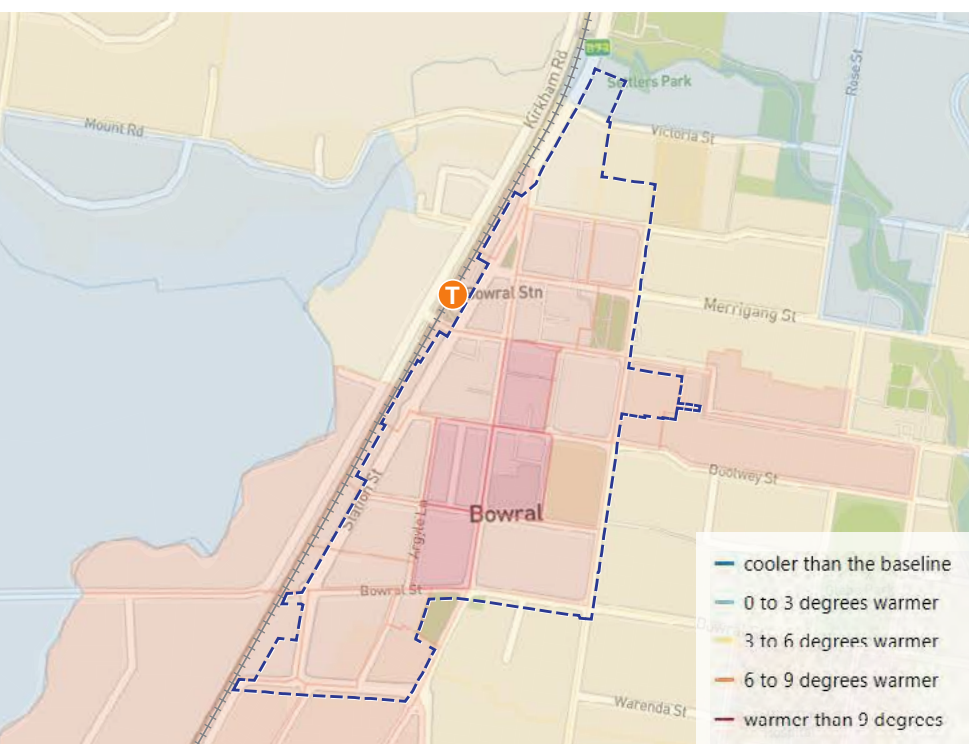 B73
Kirkham Rd
Settlers Park
Rose St
Mount Rd
Victoria St
T
Bowral Stn
Merrigang St
Station St
Argyle La
Bowral
Bowral St
Warenda St
cooler than the baseline
0 to 3 degrees warmer
3 to 6 degrees warmer
6 to 9 degrees warmer
warmer than 9 degrees